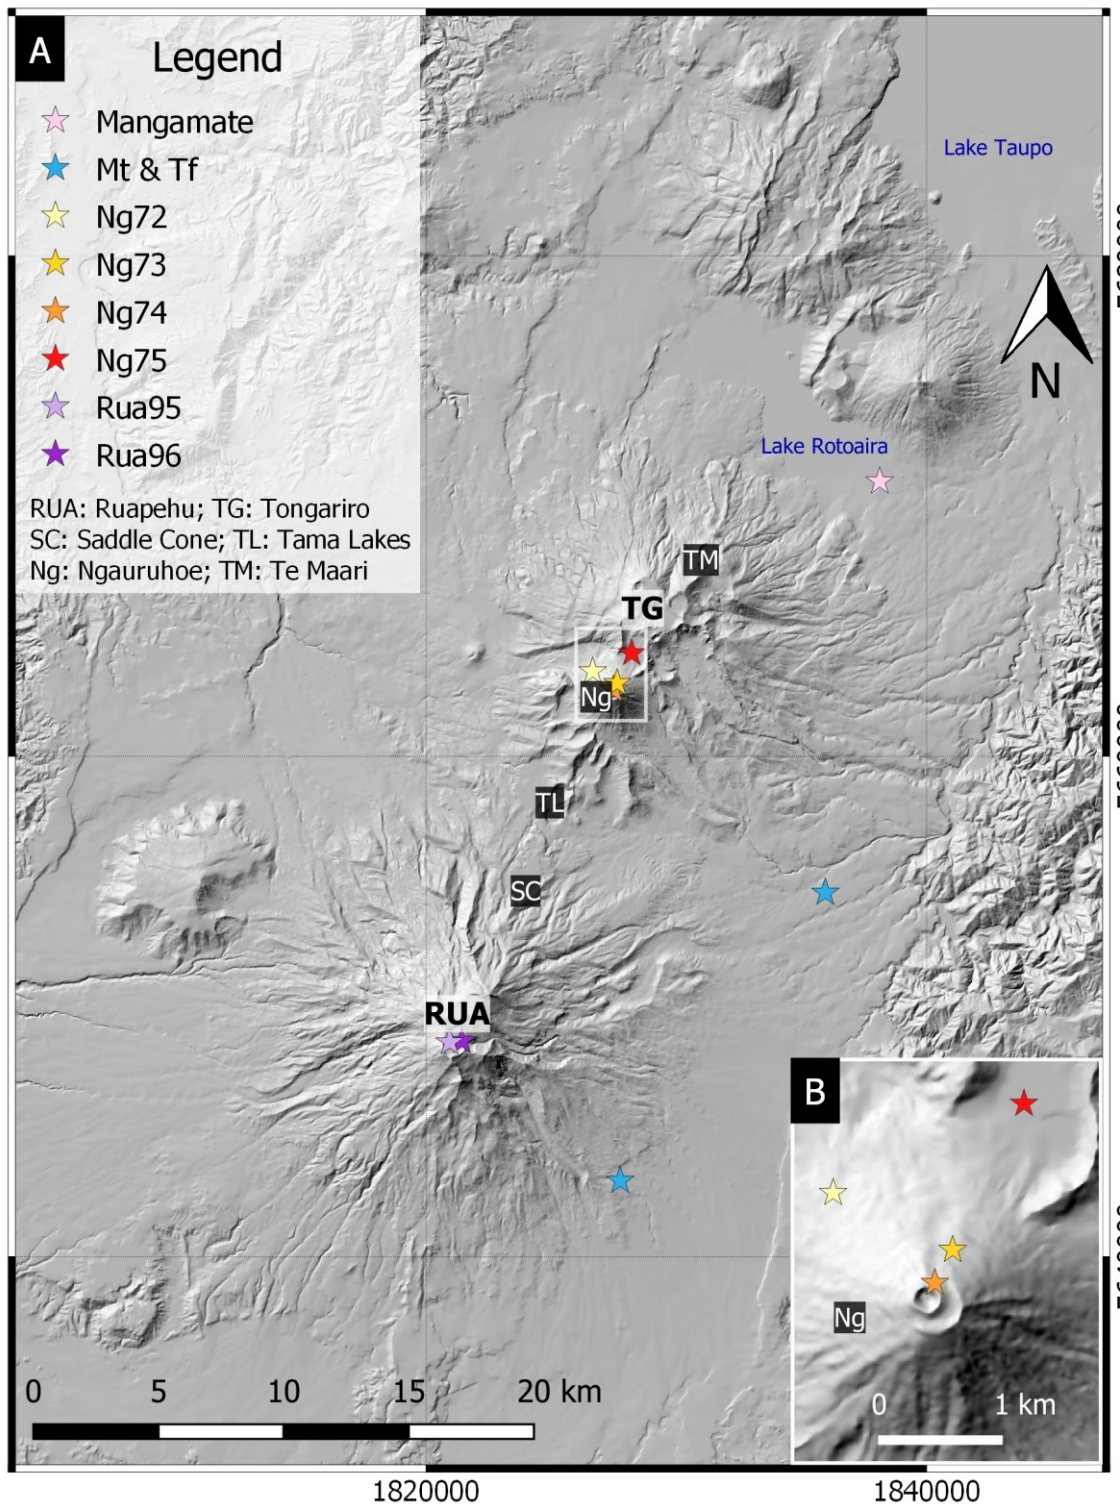 A
Legend
Mangamate
Mt & Tf
Ng72
Ng73
Ng74
Ng75
Rua95
Rua96
RUA: Ruapehu; TG: Tongariro
SC: Saddle Cone; TL: Tama Lakes
Ng: Ngauruhoe; TM: Te Maari
Lake Taupo
N
Lake Rotoaira
TM
TG
Ng
TL
SC
RUA
B
Ng
0 1 km
0 5 10 15 20 km
1820000 1840000